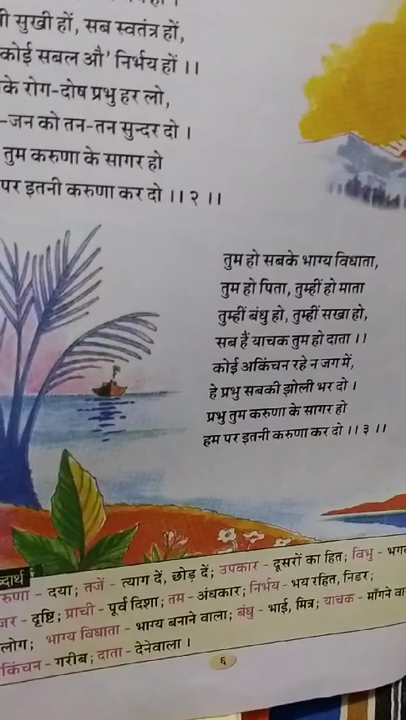 सुखी हों, सब स्वतंत्र हों,
कोई सबल औ' निर्भय हों ।।
के रोग-दोष प्रभु हर लो,
-जन को तन-तन सुन्दर दो ।
तुम करुणा के सागर हो
पर इतनी करुणा कर दो ।। २ ।।
तुम हो सबके भाग्य विधाता,
तुम हो पिता, तुम्हीं हो माता
तुम्हीं बंधु हो, तुम्हीं सखा हो,
सब हैं याचक तुम हो दाता ।।
कोई अकिंचन रहे न जग में,
हे प्रभु सबकी झोली भर दो ।
प्रभु तुम करुणा के सागर हो
हम पर इतनी करुणा कर दो ।। ३ ।।
ब्दार्थ
रुणा - दया; तजें - त्याग दें, छोड़ दें; उपकार - दूसरों का हित; विभु - भगव
जर - दृष्टि; प्राची - पूर्व दिशा; तम - अंधकार; निर्भय - भय रहित, निडर;
लोग; भाग्य विधाता - भाग्य बनाने वाला; बंधु - भाई, मित्र; याचक - माँगने वा
किंचन - गरीब; दाता - देनेवाला ।
६